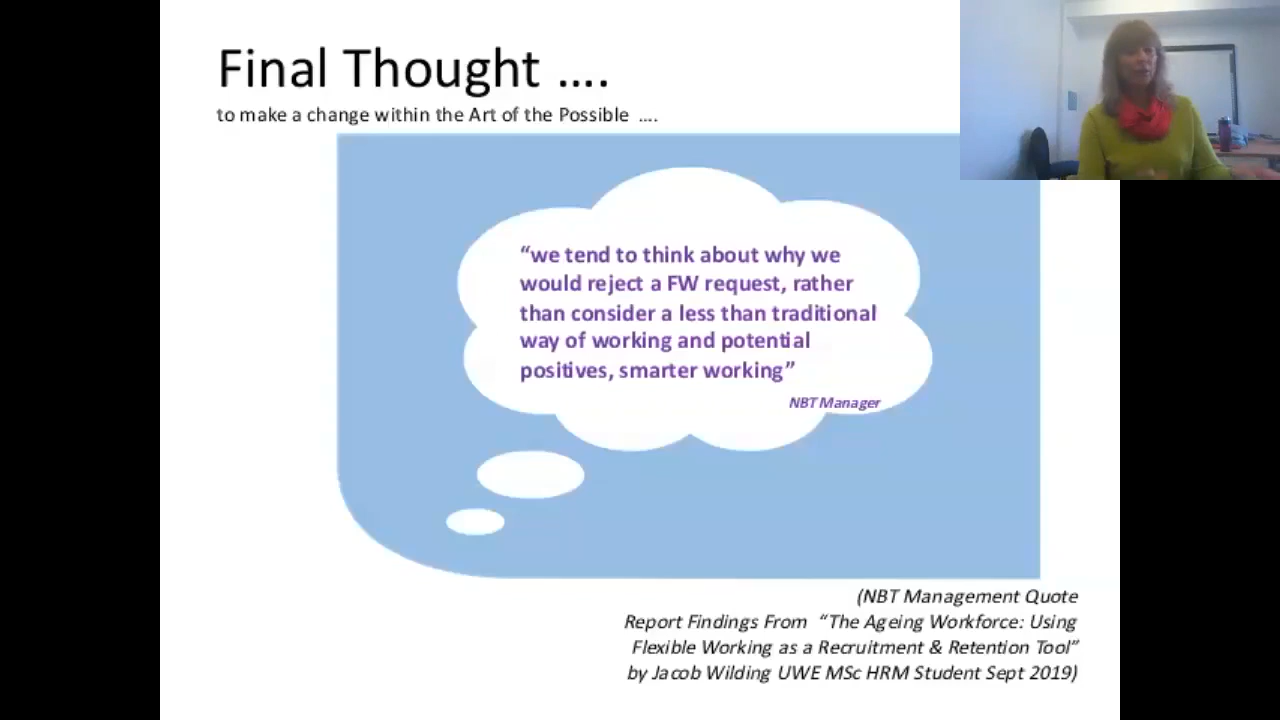 Final Thought ....
to make a change within the Art of the Possible ....
“we tend to think about why we
would reject a FW request, rather
than consider a less than traditional
way of working and potential
positives, smarter working”
NBT Manager
(NBT Management Quote
Report Findings From “The Ageing Workforce: Using
Flexible Working as a Recruitment & Retention Tool”
by Jacob Wilding UWE MSc HRM Student Sept 2019)